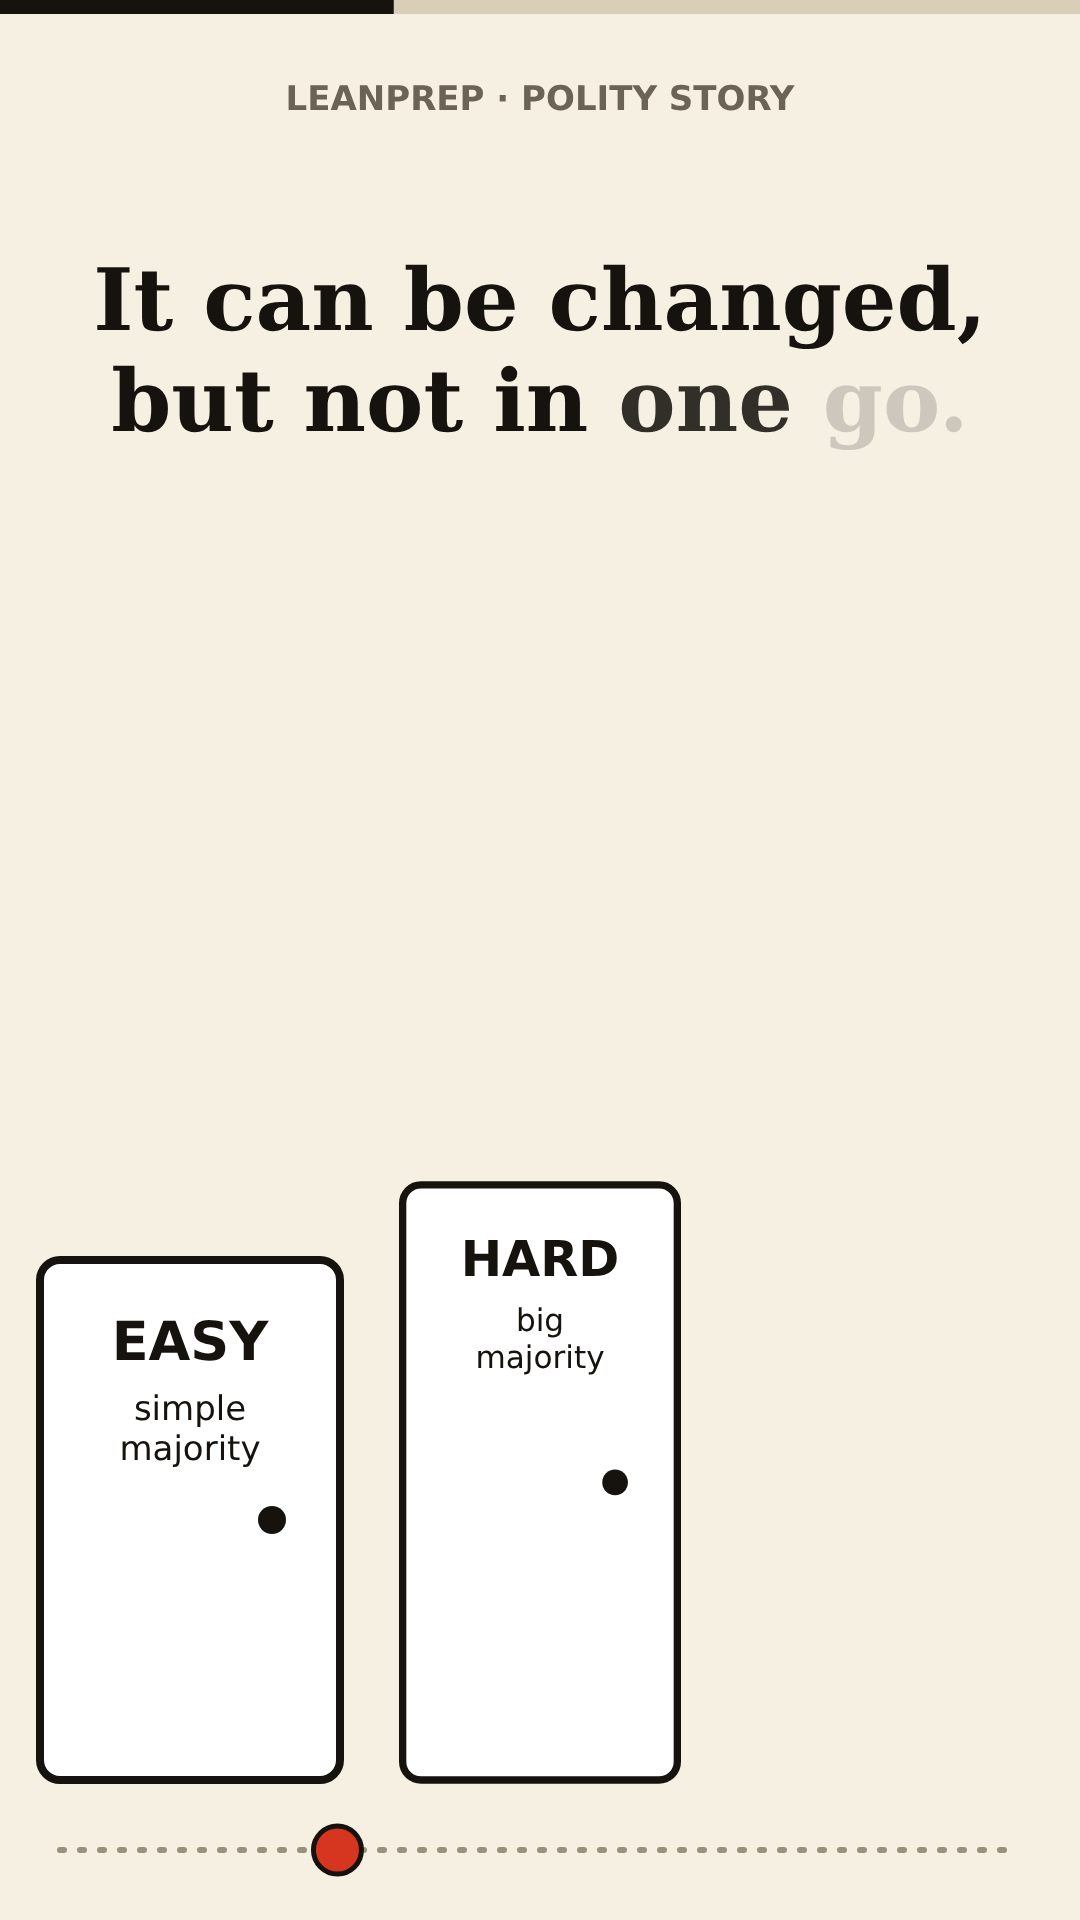 LEANPREP · POLITY STORY
It can be changed,
but not in one go.
EASY
simple
majority
HARD
big
majority